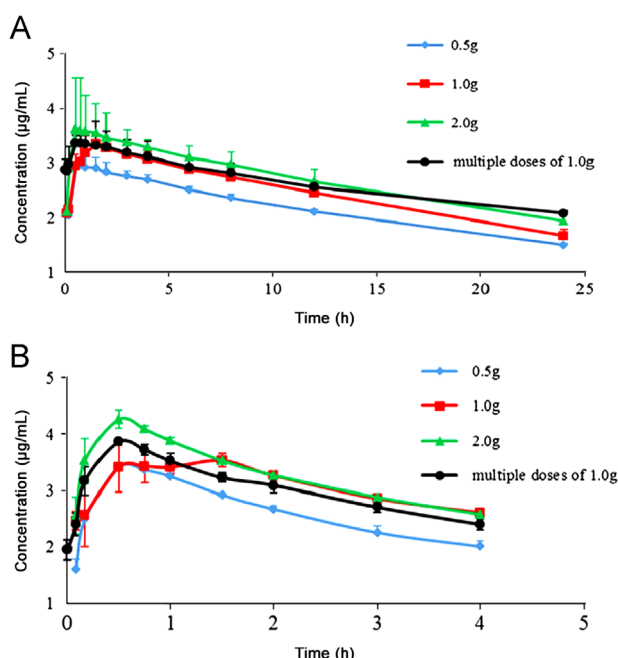 A
5
4
3
2
1
Concentration (µg/mL)
0 5 10 15 20 25
Time (h)
0.5g
1.0g
2.0g
multiple doses of 1.0g
B
5
4
3
2
1
Concentration (µg/mL)
0 1 2 3 4 5
Time (h)
0.5g
1.0g
2.0g
multiple doses of 1.0g